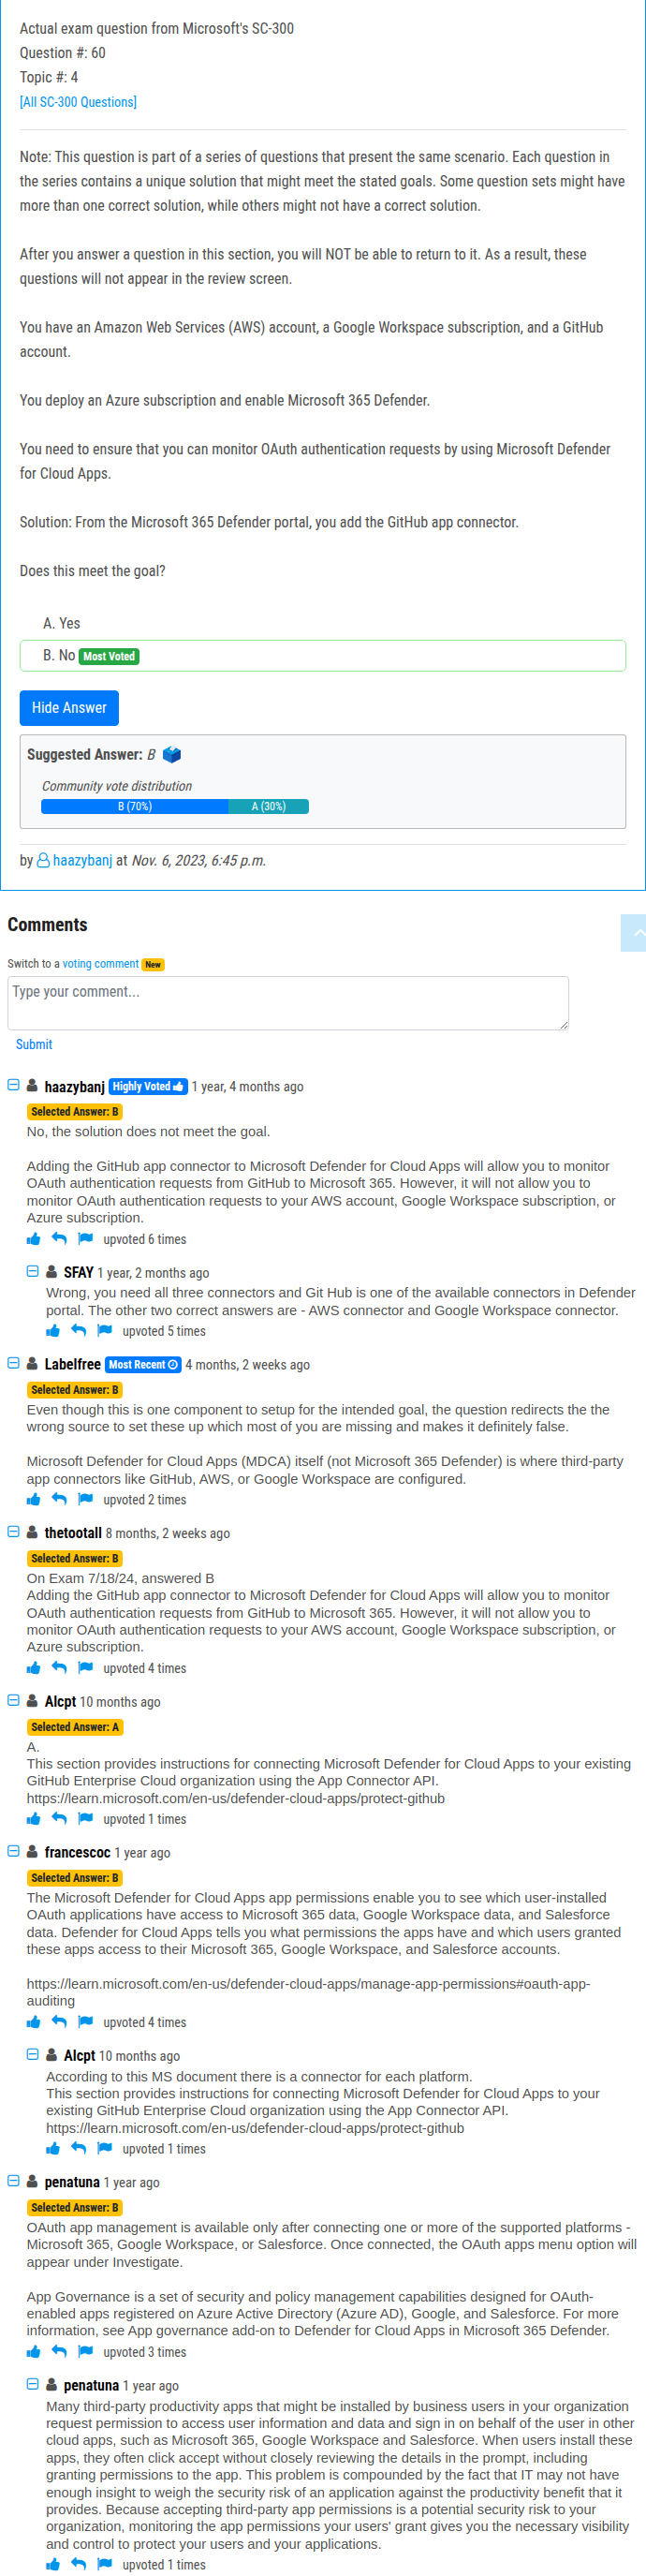 Actual exam question from Microsoft's SC-300
Question #: 60
Topic #: 4
[All SC-300 Questions]
Note: This question is part of a series of questions that present the same scenario. Each question in
the series contains a unique solution that might meet the stated goals. Some question sets might have
more than one correct solution, while others might not have a correct solution.
After you answer a question in this section, you will NOT be able to return to it. As a result, these
questions will not appear in the review screen.
You have an Amazon Web Services (AWS) account, a Google Workspace subscription, and a GitHub
account.
You deploy an Azure subscription and enable Microsoft 365 Defender.
You need to ensure that you can monitor OAuth authentication requests by using Microsoft Defender
for Cloud Apps.
Solution: From the Microsoft 365 Defender portal, you add the GitHub app connector.
Does this meet the goal?
A. Yes
B. No Most Voted
Hide Answer
Suggested Answer: B
Community vote distribution
B (70%) A (30%)
by haazybanj at Nov. 6, 2023, 6:45 p.m.
Comments
Switch to a voting comment New
Type your comment...
Submit
haazybanj Highly Voted 1 year, 4 months ago
Selected Answer: B
No, the solution does not meet the goal.
Adding the GitHub app connector to Microsoft Defender for Cloud Apps will allow you to monitor
OAuth authentication requests from GitHub to Microsoft 365. However, it will not allow you to
monitor OAuth authentication requests to your AWS account, Google Workspace subscription, or
Azure subscription.
upvoted 6 times
SFAY 1 year, 2 months ago
Wrong, you need all three connectors and Git Hub is one of the available connectors in Defender
portal. The other two correct answers are - AWS connector and Google Workspace connector.
upvoted 5 times
Labelfree Most Recent 4 months, 2 weeks ago
Selected Answer: B
Even though this is one component to setup for the intended goal, the question redirects the the
wrong source to set these up which most of you are missing and makes it definitely false.
Microsoft Defender for Cloud Apps (MDCA) itself (not Microsoft 365 Defender) is where third-party
app connectors like GitHub, AWS, or Google Workspace are configured.
upvoted 2 times
thetootall 8 months, 2 weeks ago
Selected Answer: B
On Exam 7/18/24, answered B
Adding the GitHub app connector to Microsoft Defender for Cloud Apps will allow you to monitor
OAuth authentication requests from GitHub to Microsoft 365. However, it will not allow you to
monitor OAuth authentication requests to your AWS account, Google Workspace subscription, or
Azure subscription.
upvoted 4 times
Alcpt 10 months ago
Selected Answer: A
A.
This section provides instructions for connecting Microsoft Defender for Cloud Apps to your existing
GitHub Enterprise Cloud organization using the App Connector API.
https://learn.microsoft.com/en-us/defender-cloud-apps/protect-github
upvoted 1 times
francescoc 1 year ago
Selected Answer: B
The Microsoft Defender for Cloud Apps app permissions enable you to see which user-installed
OAuth applications have access to Microsoft 365 data, Google Workspace data, and Salesforce
data. Defender for Cloud Apps tells you what permissions the apps have and which users granted
these apps access to their Microsoft 365, Google Workspace, and Salesforce accounts.
https://learn.microsoft.com/en-us/defender-cloud-apps/manage-app-permissions#oauth-app-
auditing
upvoted 4 times
Alcpt 10 months ago
According to this MS document there is a connector for each platform.
This section provides instructions for connecting Microsoft Defender for Cloud Apps to your
existing GitHub Enterprise Cloud organization using the App Connector API.
https://learn.microsoft.com/en-us/defender-cloud-apps/protect-github
upvoted 1 times
penatuna 1 year ago
Selected Answer: B
OAuth app management is available only after connecting one or more of the supported platforms -
Microsoft 365, Google Workspace, or Salesforce. Once connected, the OAuth apps menu option will
appear under Investigate.
App Governance is a set of security and policy management capabilities designed for OAuth-
enabled apps registered on Azure Active Directory (Azure AD), Google, and Salesforce. For more
information, see App governance add-on to Defender for Cloud Apps in Microsoft 365 Defender.
upvoted 3 times
penatuna 1 year ago
Many third-party productivity apps that might be installed by business users in your organization
request permission to access user information and data and sign in on behalf of the user in other
cloud apps, such as Microsoft 365, Google Workspace and Salesforce. When users install these
apps, they often click accept without closely reviewing the details in the prompt, including
granting permissions to the app. This problem is compounded by the fact that IT may not have
enough insight to weigh the security risk of an application against the productivity benefit that it
provides. Because accepting third-party app permissions is a potential security risk to your
organization, monitoring the app permissions your users' grant gives you the necessary visibility
and control to protect your users and your applications.
upvoted 1 times